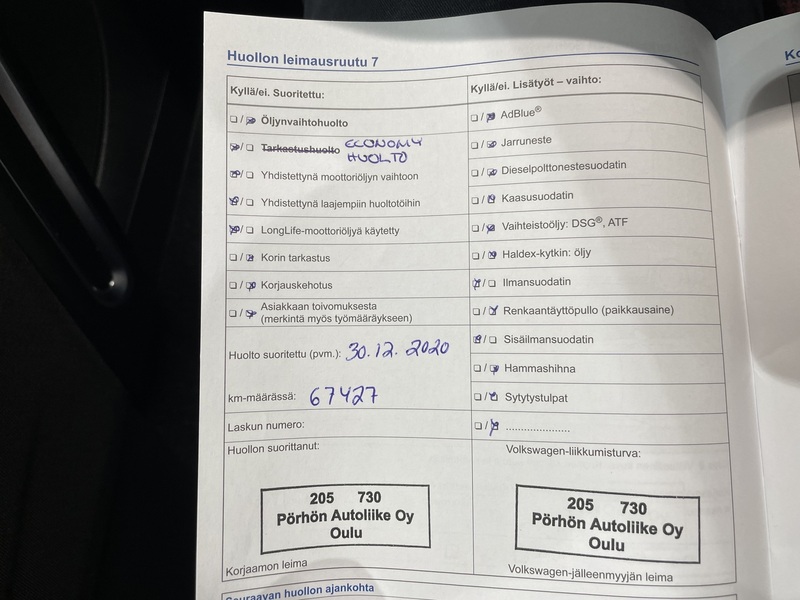 Huollon leimausruutu 7
Kyllä/ei. Suoritettu:
☐ / ☒ Öljynvaihtohuolto
☒ / ☐ Tarkastushuolto ECONOMY
HUOLTO
☒ / ☐ Yhdistettynä moottoriöljyn vaihtoon
☒ / ☐ Yhdistettynä laajempiin huoltotöihin
☒ / ☐ LongLife-moottoriöljyä käytetty
☐ / ☒ Korin tarkastus
☐ / ☒ Korjauskehotus
☐ / ☒ Asiakkaan toivomuksesta
(merkintä myös työmääräykseen)
Huolto suoritettu (pvm.): 30.12.2020
km-määrässä: 67427
Laskun numero:
Huollon suorittanut:
205 730
Pörhön Autoliike Oy
Oulu
Korjaamon leima
Kyllä/ei. Lisätyöt – vaihto:
☐ / ☒ AdBlue®
☐ / ☒ Jarruneste
☐ / ☒ Dieselpolttonestesuodatin
☐ / ☒ Kaasusuodatin
☐ / ☒ Vaihteistoöljy: DSG®, ATF
☐ / ☒ Haldex-kytkin: öljy
☒ / ☐ Ilmansuodatin
☐ / ☒ Renkaantäyttöpullo (paikkausaine)
☒ / ☐ Sisäilmansuodatin
☐ / ☒ Hammashihna
☐ / ☒ Sytytystulpat
☐ / ☒ .....................
Volkswagen-liikkumisturva:
205 730
Pörhön Autoliike Oy
Oulu
Volkswagen-jälleenmyyjän leima
Seuraavan huollon ajankohta